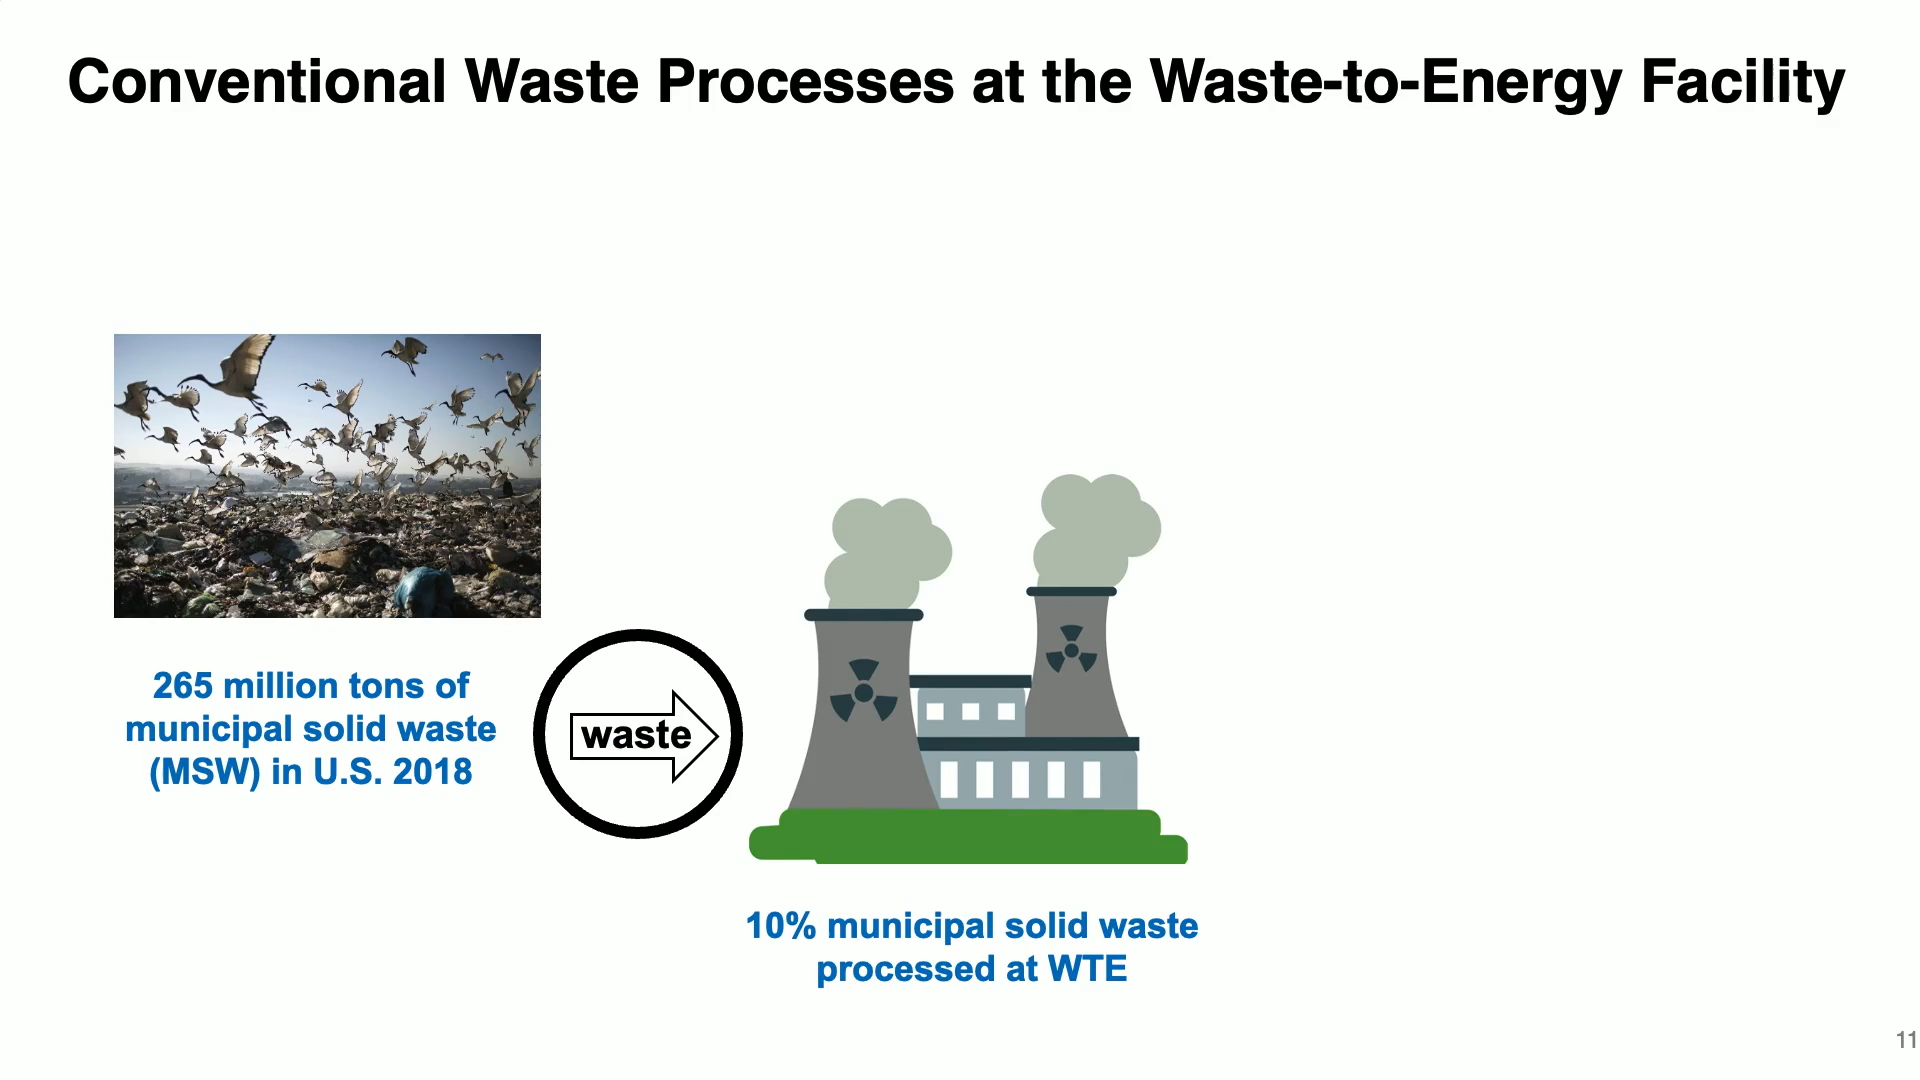 Conventional Waste Processes at the Waste-to-Energy Facility
265 million tons of
municipal solid waste
(MSW) in U.S. 2018
waste
10% municipal solid waste
processed at WTE
11